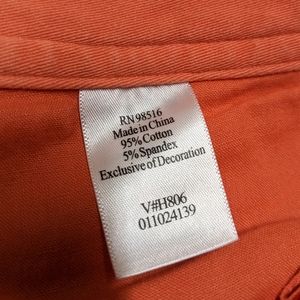 RN 98516
Made in China
95% Cotton
5% Spandex
Exclusive of Decoration
V#H806
011024139